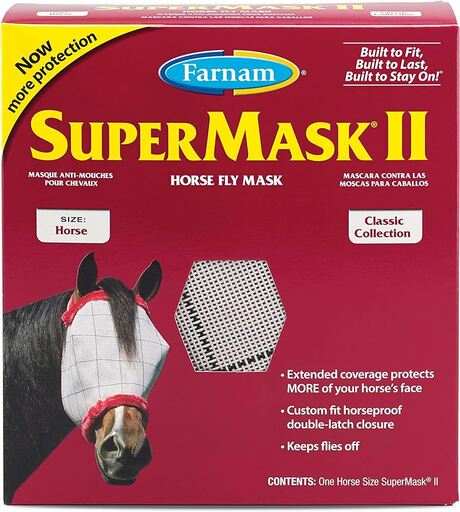 SUPERMASK® II
Now
more protection
Farnam®
Built to Fit,
Built to Last,
Built to Stay On!®
SUPERMASK® II
MASQUE ANTI-MOUCHES
POUR CHEVAUX
HORSE FLY MASK
MASCARA CONTRA LAS
MOSCAS PARA CABALLOS
SIZE:
Horse
Classic
Collection
• Extended coverage protects
MORE of your horse's face
• Custom fit horseproof
double-latch closure
• Keeps flies off
CONTENTS: One Horse Size SuperMask® II